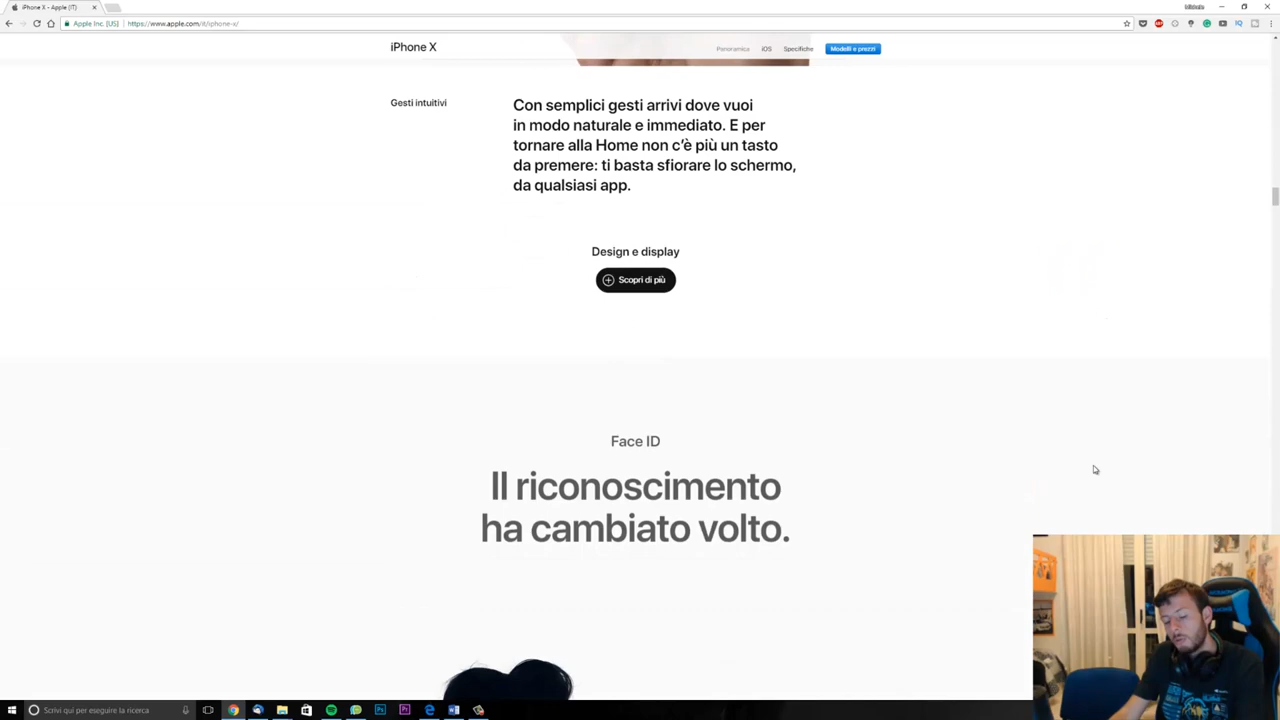 iPhone X - Apple (IT)
Apple Inc. [US]
https://www.apple.com/it/iphone-x/
iPhone X
Panoramica
iOS
Specifiche
Modelli e prezzi
Gesti intuitivi
Con semplici gesti arrivi dove vuoi
in modo naturale e immediato. E per
tornare alla Home non c'è più un tasto
da premere: ti basta sfiorare lo schermo,
da qualsiasi app.
Design e display
Scopri di più
Face ID
Il riconoscimento
ha cambiato volto.
Scrivi qui per eseguire la ricerca